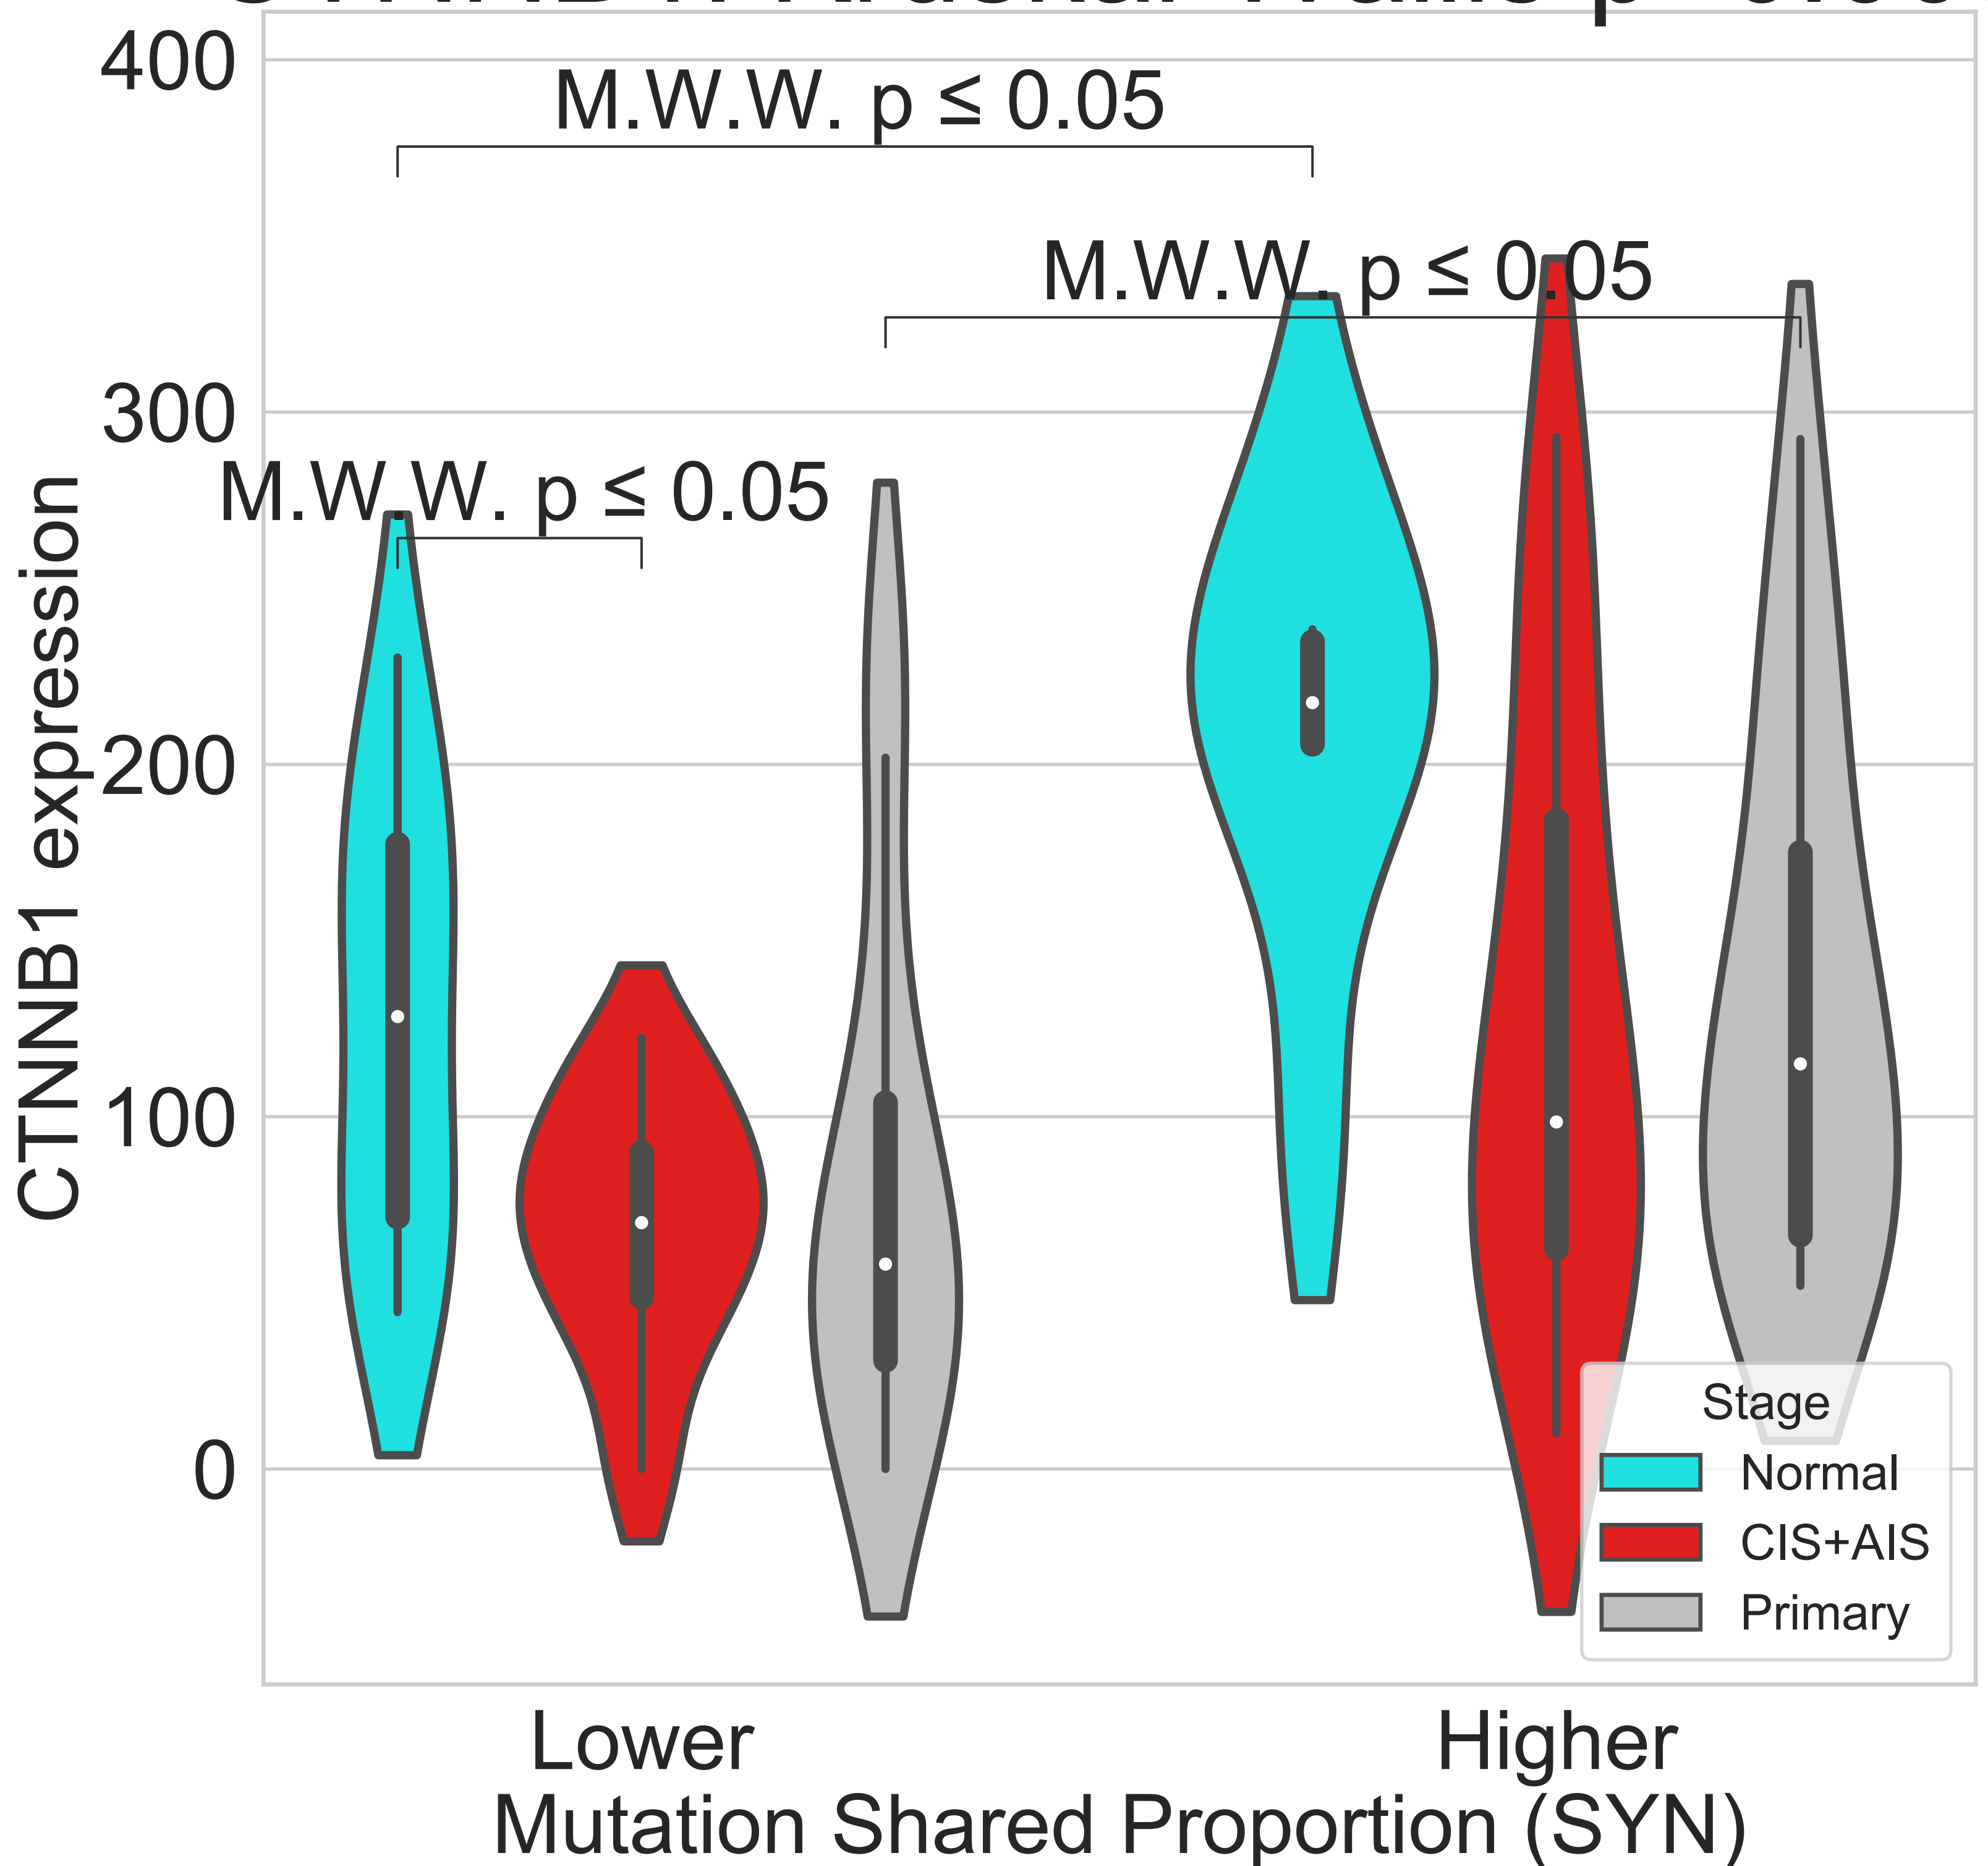 400
M.W.W. p ≤ 0.05
M.W.W. p ≤ 0.05
300
M.W.W. p ≤ 0.05
200
100
0
CTNNB1 expression
Stage
Normal
CIS+AIS
Primary
Lower
Higher
Mutation Shared Proportion (SYN)